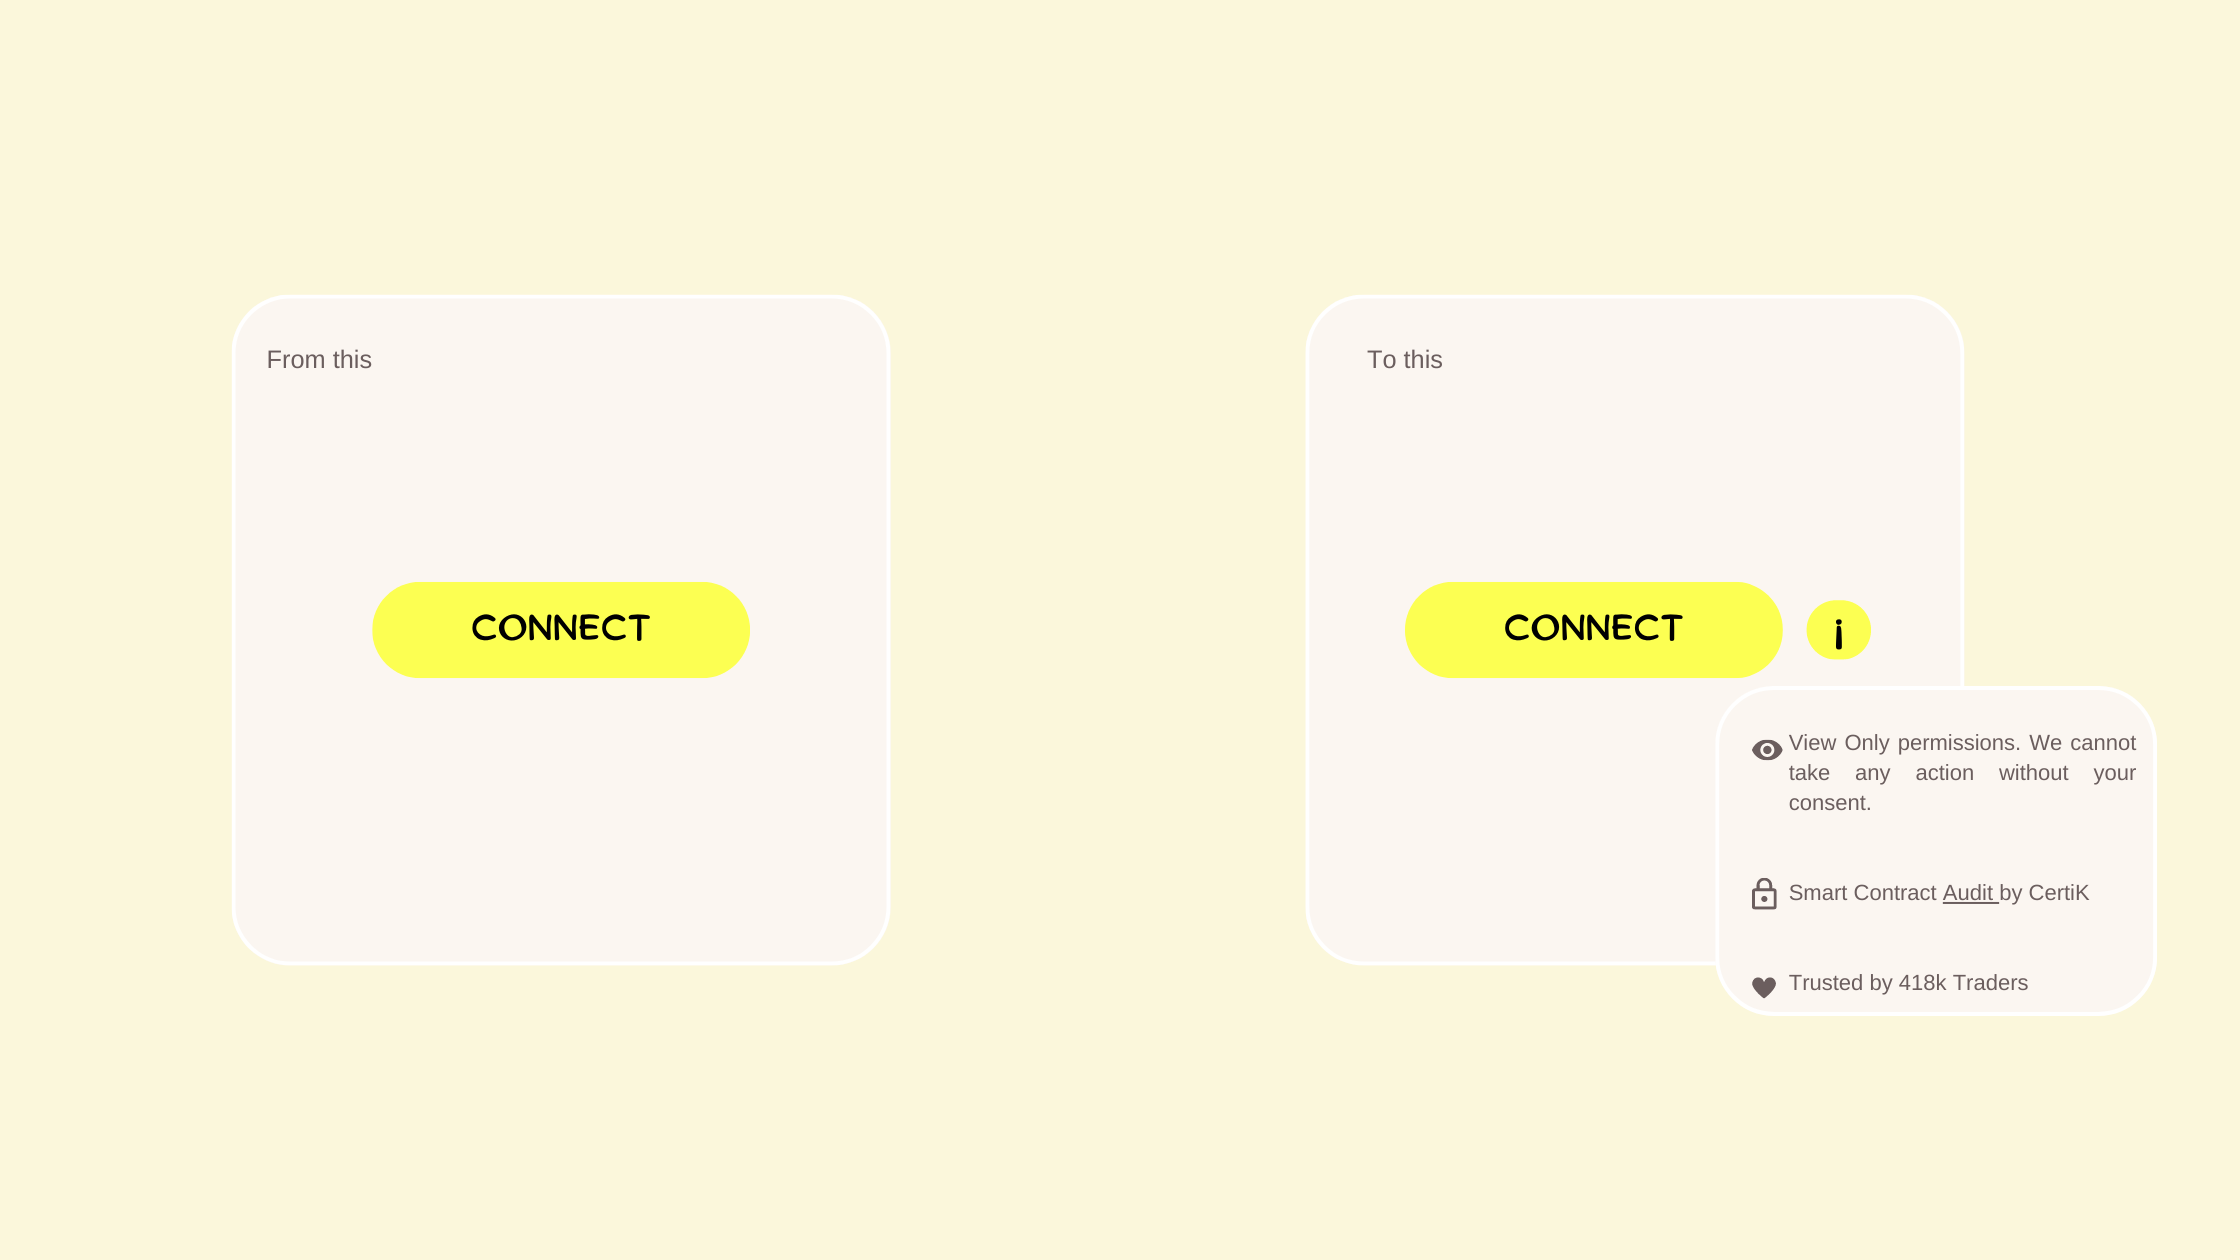 From this
CONNECT
To this
CONNECT
i
View Only permissions. We cannot
take any action without your
consent.
Smart Contract Audit by CertiK
Trusted by 418k Traders